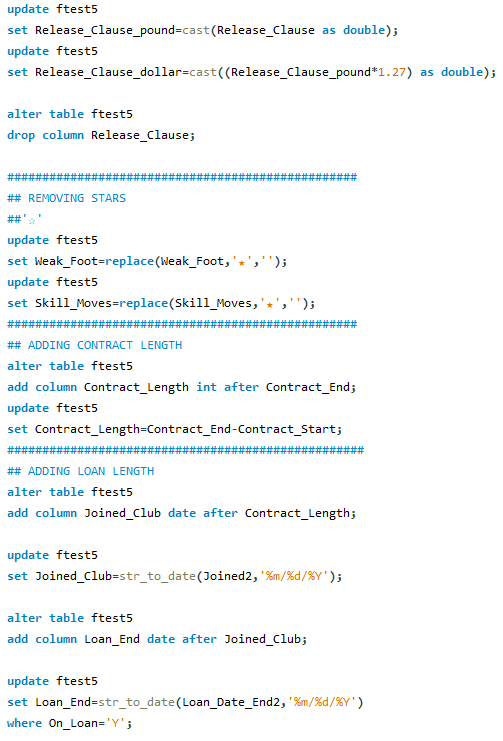 update ftest5
set Release_Clause_pound=cast(Release_Clause as double);
update ftest5
set Release_Clause_dollar=cast((Release_Clause_pound*1.27) as double);
alter table ftest5
drop column Release_Clause;
##################################################
## REMOVING STARS
##'☆'
update ftest5
set Weak_Foot=replace(Weak_Foot,'★','');
update ftest5
set Skill_Moves=replace(Skill_Moves,'★','');
##################################################
## ADDING CONTRACT LENGTH
alter table ftest5
add column Contract_Length int after Contract_End;
update ftest5
set Contract_Length=Contract_End-Contract_Start;
###################################################
## ADDING LOAN LENGTH
alter table ftest5
add column Joined_Club date after Contract_Length;
update ftest5
set Joined_Club=str_to_date(Joined2,'%m/%d/%Y');
alter table ftest5
add column Loan_End date after Joined_Club;
update ftest5
set Loan_End=str_to_date(Loan_Date_End2,'%m/%d/%Y')
where On_Loan='Y';